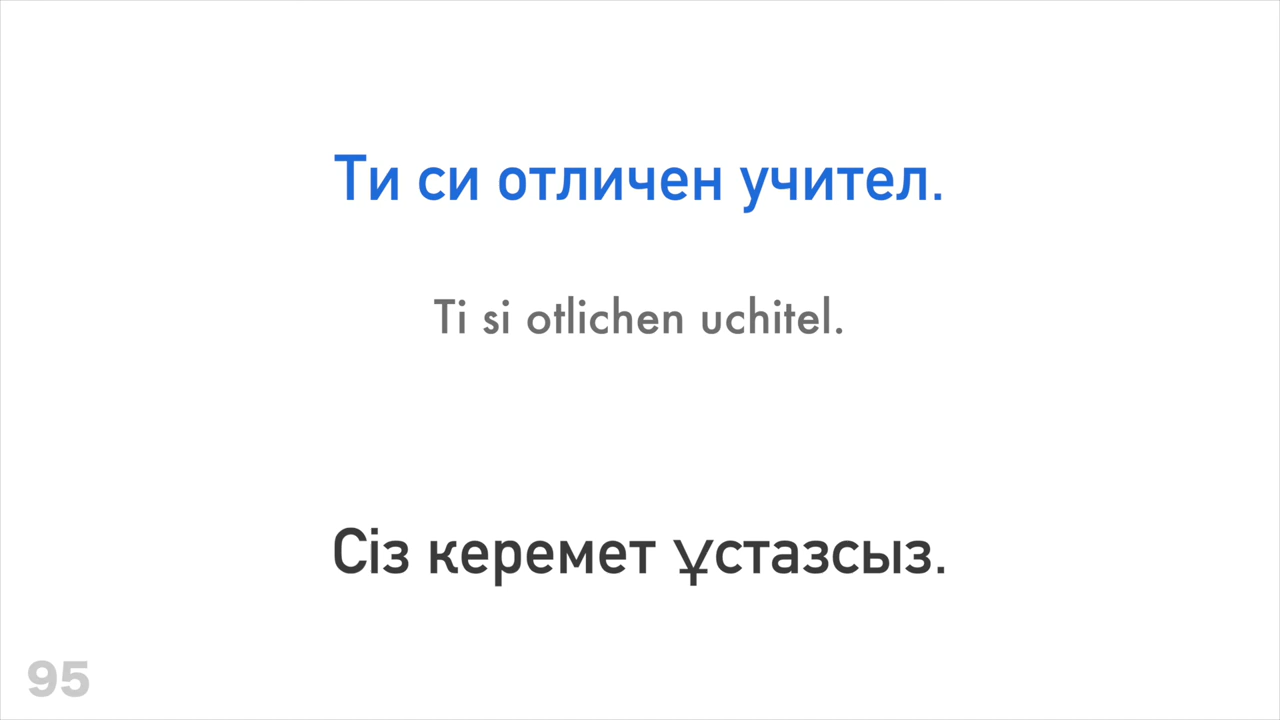 Ти си отличен учител.
Ti si otlichen uchitel.
Сіз керемет ұстазсыз.
95